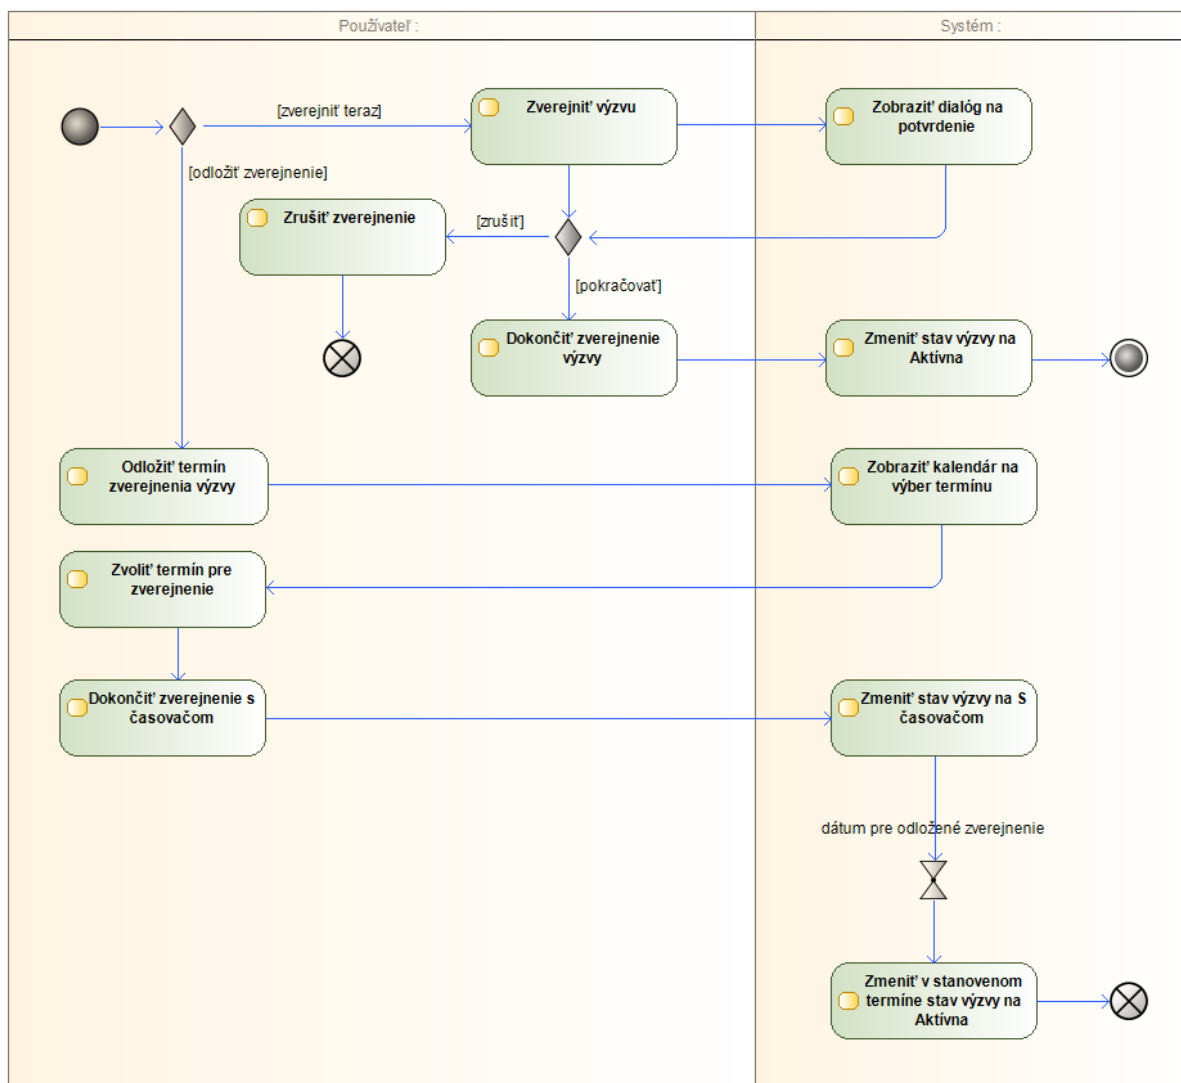 Používateľ :
Systém :
[zverejniť teraz]
Zverejniť výzvu
Zobraziť dialóg na
potvrdenie
[odložiť zverejnenie]
Zrušiť zverejnenie
[zrušiť]
[pokračovať]
Dokončiť zverejnenie
výzvy
Zmeniť stav výzvy na
Aktívna
Odložiť termín
zverejnenia výzvy
Zobraziť kalendár na
výber termínu
Zvoliť termín pre
zverejnenie
Dokončiť zverejnenie s
časovačom
Zmeniť stav výzvy na S
časovačom
dátum pre odložené zverejnenie
Zmeniť v stanovenom
termíne stav výzvy na
Aktívna